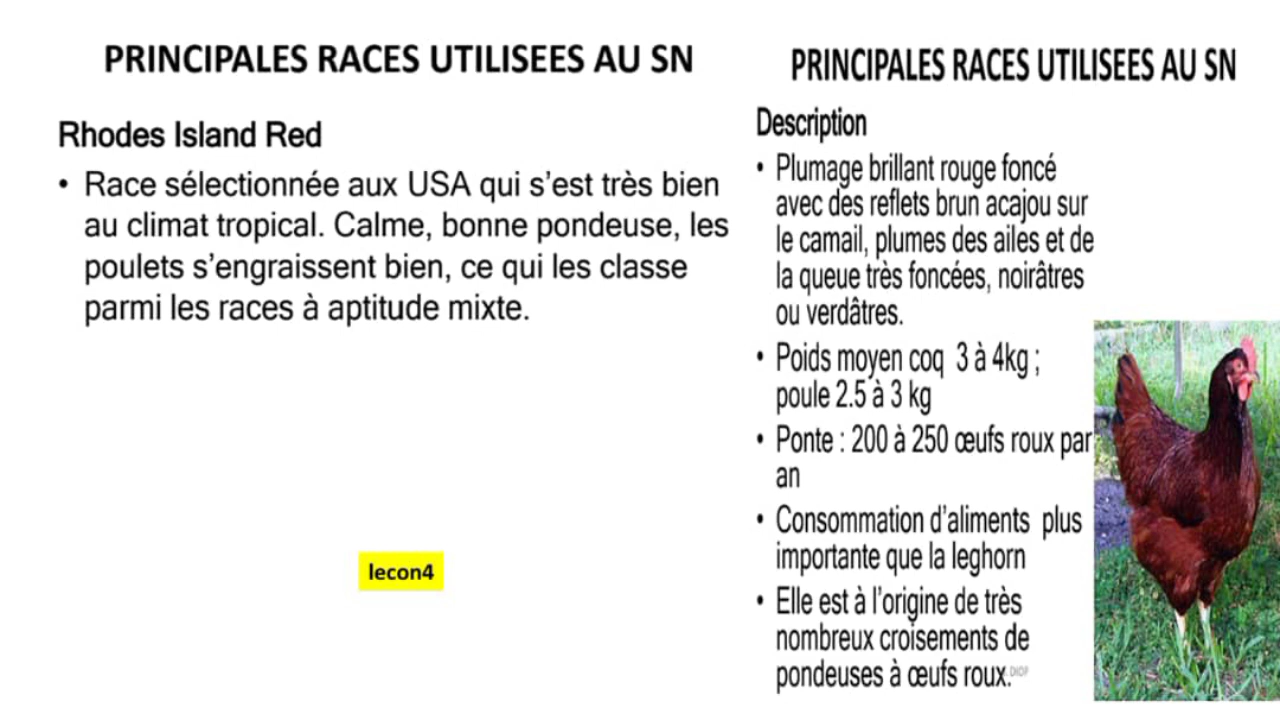 PRINCIPALES RACES UTILISEES AU SN
Rhodes Island Red
• Race sélectionnée aux USA qui s’est très bien
au climat tropical. Calme, bonne pondeuse, les
poulets s’engraissent bien, ce qui les classe
parmi les races à aptitude mixte.
lecon4
PRINCIPALES RACES UTILISEES AU SN
Description
• Plumage brillant rouge foncé
avec des reflets brun acajou sur
le camail, plumes des ailes et de
la queue très foncées, noirâtres
ou verdâtres.
• Poids moyen coq 3 à 4kg ;
poule 2.5 à 3 kg
• Ponte : 200 à 250 œufs roux par
an
• Consommation d’aliments plus
importante que la leghorn
• Elle est à l’origine de très
nombreux croisements de
pondeuses à œufs roux.
DIOP